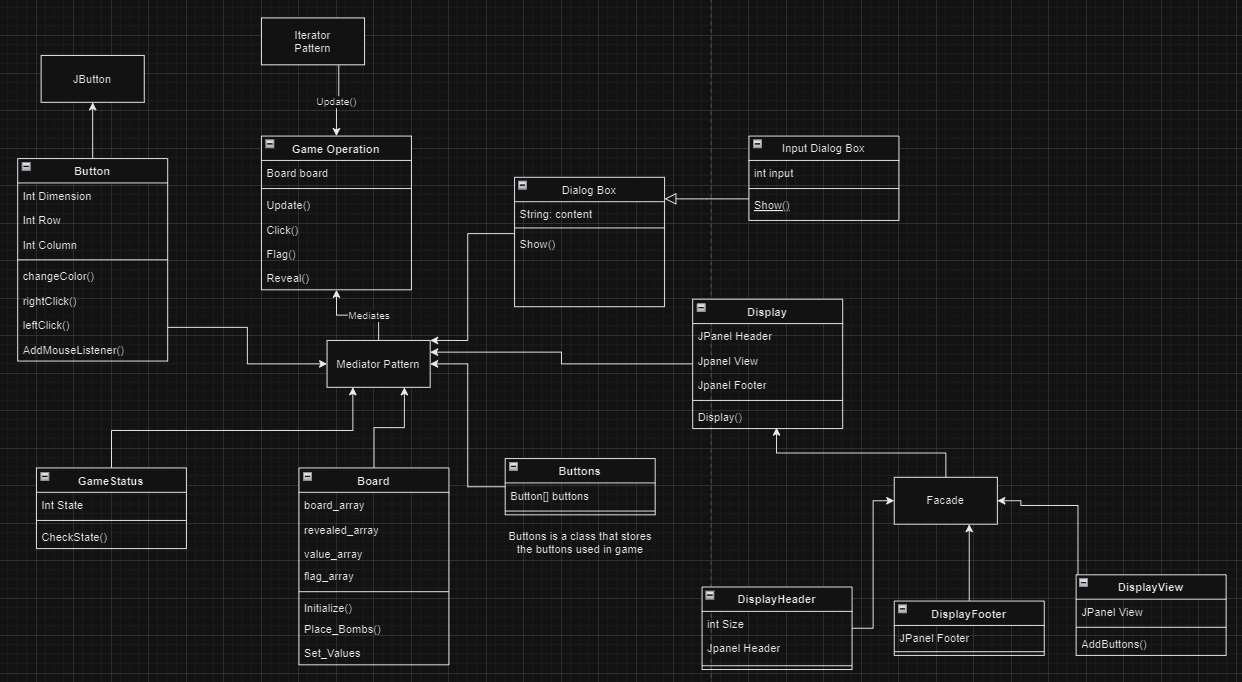 Iterator
Pattern
JButton
Update()
Game Operation
Board board
Update()
Click()
Flag()
Reveal()
Button
Int Dimension
Int Row
Int Column
changeColor()
rightClick()
leftClick()
AddMouseListener()
Dialog Box
String: content
Show()
Input Dialog Box
int input
Show()
Mediates
Mediator Pattern
Display
JPanel Header
Jpanel View
Jpanel Footer
Display()
GameStatus
Int State
CheckState()
Board
board_array
revealed_array
value_array
flag_array
Initialize()
Place_Bombs()
Set_Values
Buttons
Button[] buttons
Buttons is a class that stores
the buttons used in game
Facade
DisplayHeader
int Size
Jpanel Header
DisplayFooter
JPanel Footer
DisplayView
JPanel View
AddButtons()